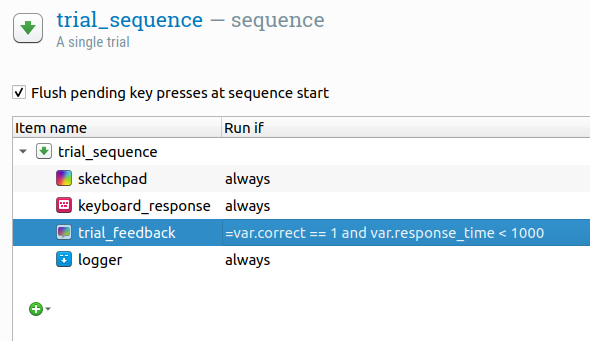 trial_sequence — sequence
A single trial
Flush pending key presses at sequence start
Item name Run if
trial_sequence
sketchpad always
keyboard_response always
trial_feedback =var.correct == 1 and var.response_time < 1000
logger always